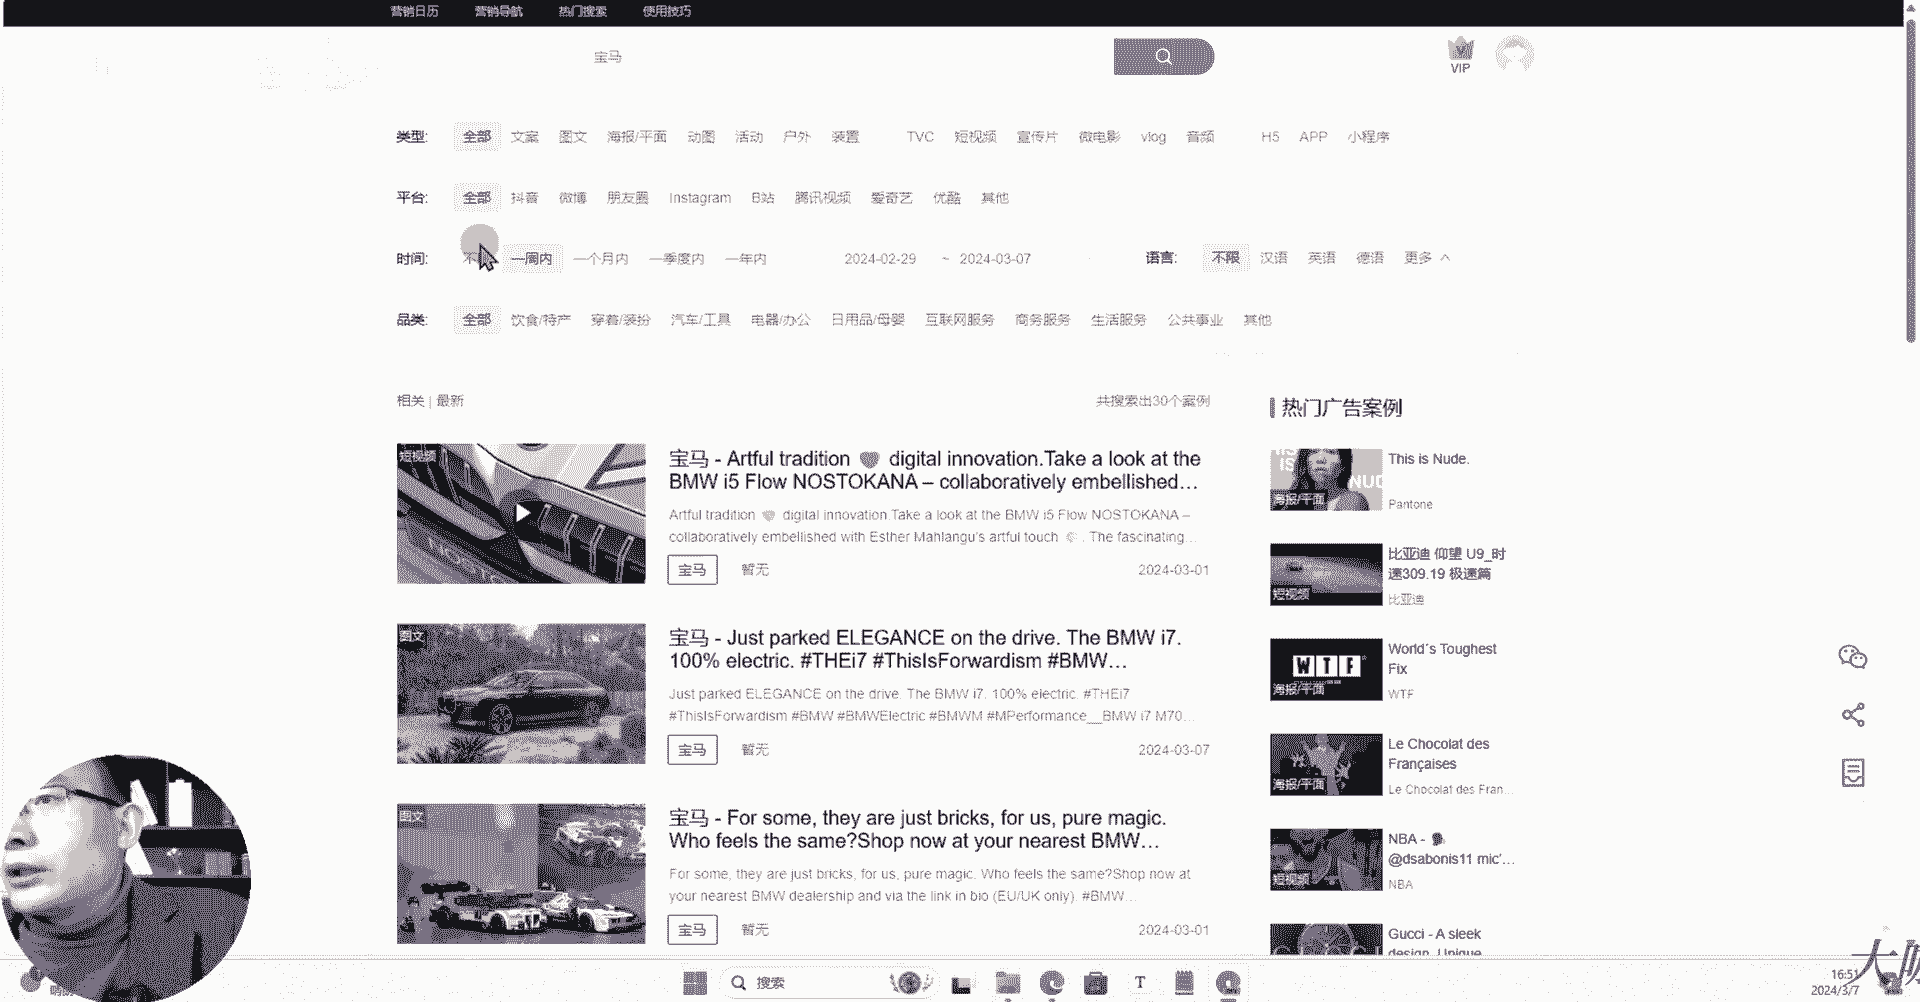 营销日历 营销导航 热门搜索 使用技巧
宝马
VIP
类型: 全部 文案 图文 海报/平面 动图 活动 户外 装置 TVC 短视频 宣传片 微电影 vlog 音频 H5 APP 小程序
平台: 全部 抖音 微博 朋友圈 Instagram B站 腾讯视频 爱奇艺 优酷 其他
时间: 一周内 一个月内 一季度内 一年内 2024-02-29 ~ 2024-03-07 语言: 不限 汉语 英语 德语 更多
品类: 全部 饮食/特产 穿着/装扮 汽车/工具 电器/办公 日用品/母婴 互联网服务 商务服务 生活服务 公共事业 其他
相关 | 最新
共搜索出30个案例
短视频
宝马 - Artful tradition digital innovation.Take a look at the
BMW i5 Flow NOSTOKANA – collaboratively embellished...
Artful tradition digital innovation.Take a look at the BMW i5 Flow NOSTOKANA –
collaboratively embellished with Esther Mahlangu's artful touch . The fascinating...
宝马 暂无 2024-03-01
图文
宝马 - Just parked ELEGANCE on the drive. The BMW i7.
100% electric. #THEi7 #ThisIsForwardism #BMW...
Just parked ELEGANCE on the drive. The BMW i7. 100% electric. #THEi7
#ThisIsForwardism #BMW #BMWElectric #BMWM #MPerformance__BMW i7 M70...
宝马 暂无 2024-03-07
图文
宝马 - For some, they are just bricks, for us, pure magic.
Who feels the same?Shop now at your nearest BMW...
For some, they are just bricks, for us, pure magic. Who feels the same?Shop now at
your nearest BMW dealership and via the link in bio (EU/UK only). #BMW...
宝马 暂无 2024-03-01
热门广告案例
海报/平面
This is Nude.
Pantone
短视频
比亚迪 仰望 U9_时
速309.19 极速篇
比亚迪
WTF
海报/平面
World´s Toughest
Fix
WTF
海报/平面
Le Chocolat des
Françaises
Le Chocolat des Fran...
短视频
NBA -
@dsabonis11 mic'...
NBA
Gucci - A sleek
design. Unique
搜索
16:51
2024/3/7